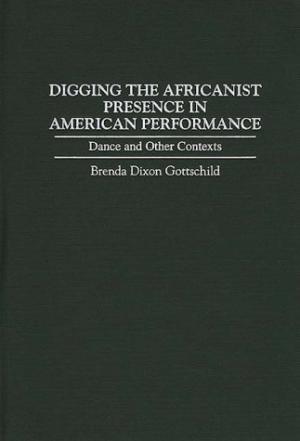 DIGGING THE AFRICANIST
PRESENCE IN
AMERICAN PERFORMANCE
Dance and Other Contexts
Brenda Dixon Gottschild